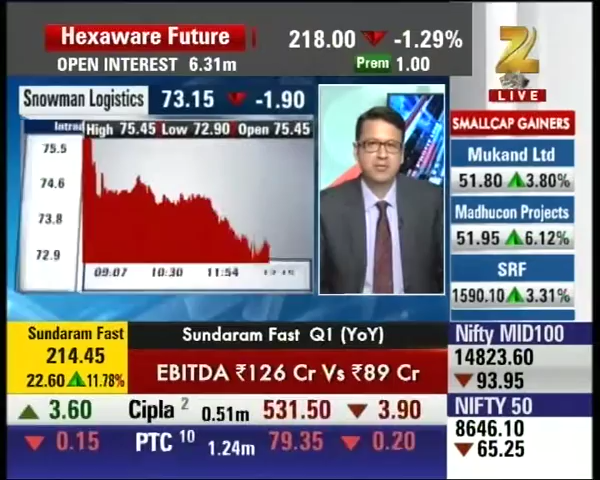 Hexaware Future 218.00 -1.29%
OPEN INTEREST 6.31m Prem 1.00
Z
LIVE
Snowman Logistics 73.15 -1.90
High 75.45 Low 72.90 Open 75.45
75.5
74.6
73.8
72.9
09:07 10:30 11:54
SMALLCAP GAINERS
Mukand Ltd
51.80 3.80%
Madhucon Projects
51.95 6.12%
SRF
1590.10 3.31%
Sundaram Fast
214.45
22.60 11.78%
Sundaram Fast Q1 (YoY)
EBITDA ₹126 Cr Vs ₹89 Cr
Nifty MID100
14823.60
93.95
NIFTY 50
8646.10
65.25
3.60 Cipla 2 0.51m 531.50 3.90
0.15 PTC 10 1.24m 79.35 0.20